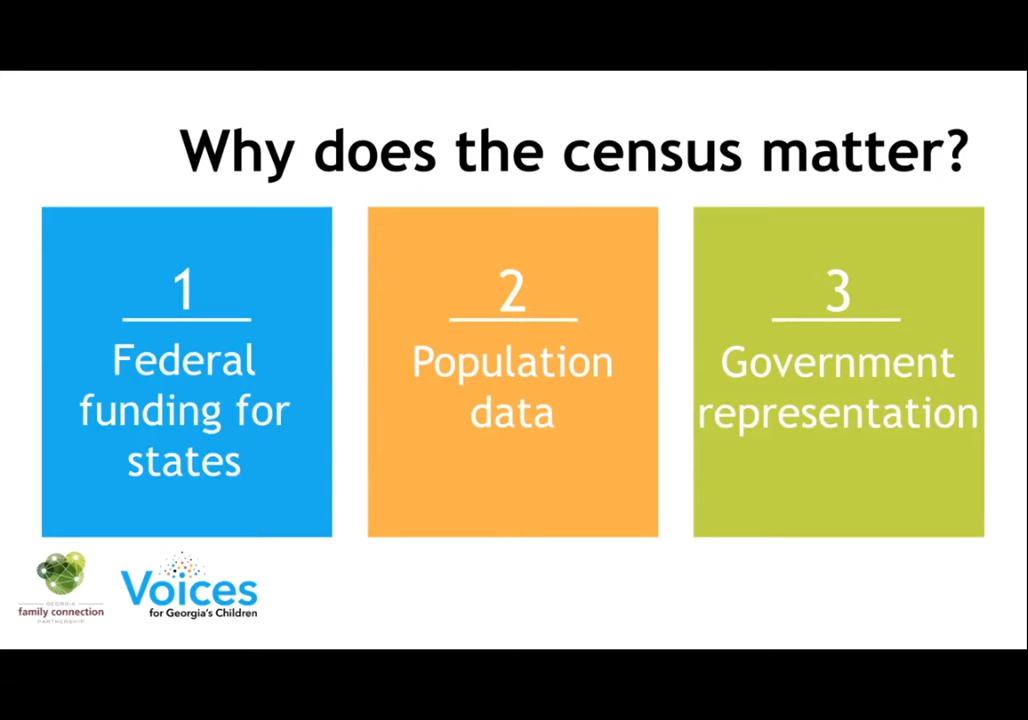 Why does the census matter?
1
Federal
funding for
states
2
Population
data
3
Government
representation
GEORGIA
family connection
PARTNERSHIP
Voices
for Georgia's Children